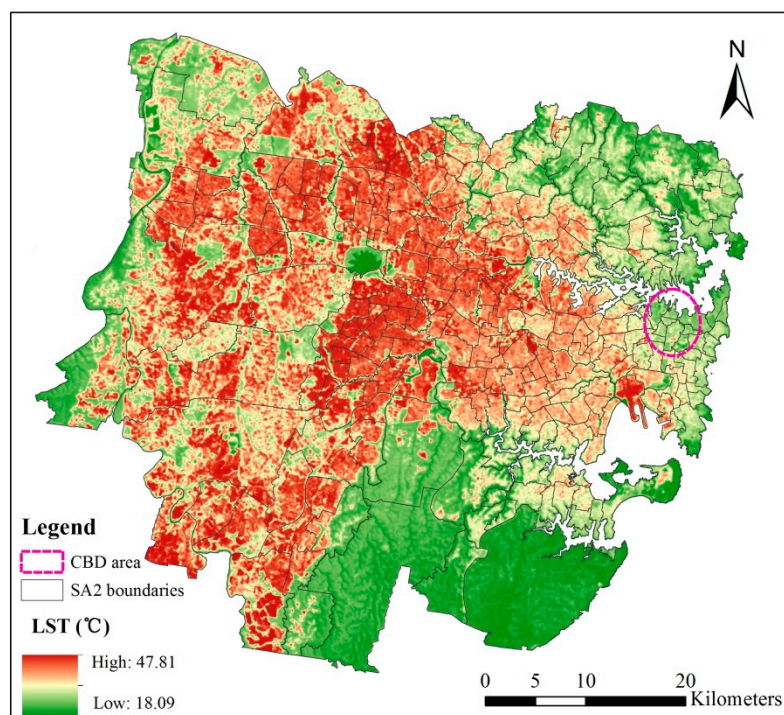 N
Legend
CBD area
SA2 boundaries
LST (℃)
High: 47.81
Low: 18.09
0 5 10 20
Kilometers